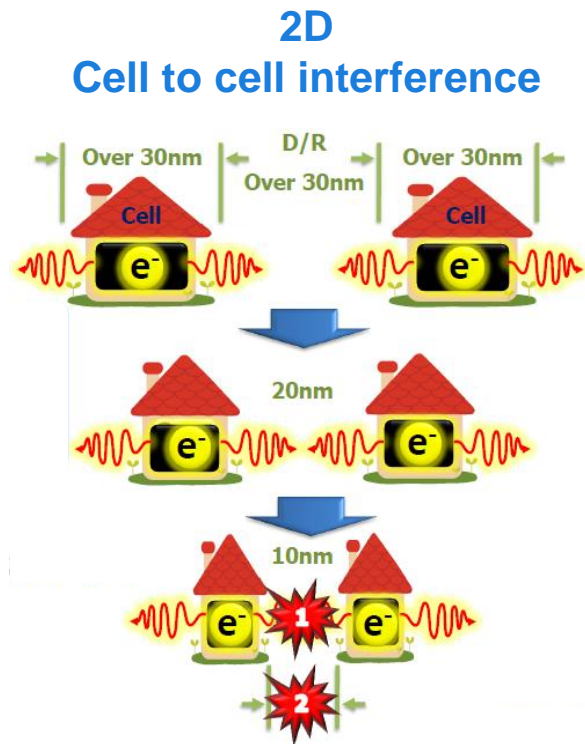 2D
Cell to cell interference
Over 30nm
D/R
Over 30nm
Over 30nm
Cell
Cell
e-
e-
20nm
e-
e-
10nm
e-
1
e-
2